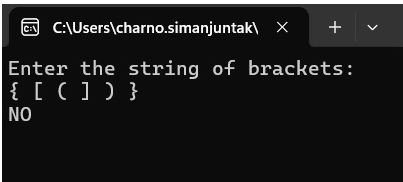 C:\Users\charno.simanjuntak\
Enter the string of brackets:
{ [ ( ] ) }
NO